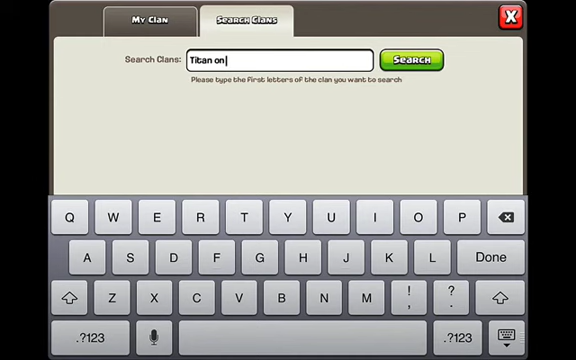 My Clan
Search Clans
X
Search Clans:
Titan on
Search
Please type the first letters of the clan you want to search
Q W E R T Y U I O P
A S D F G H J K L Done
Z X C V B N M ! , ? .
.?123 .?123